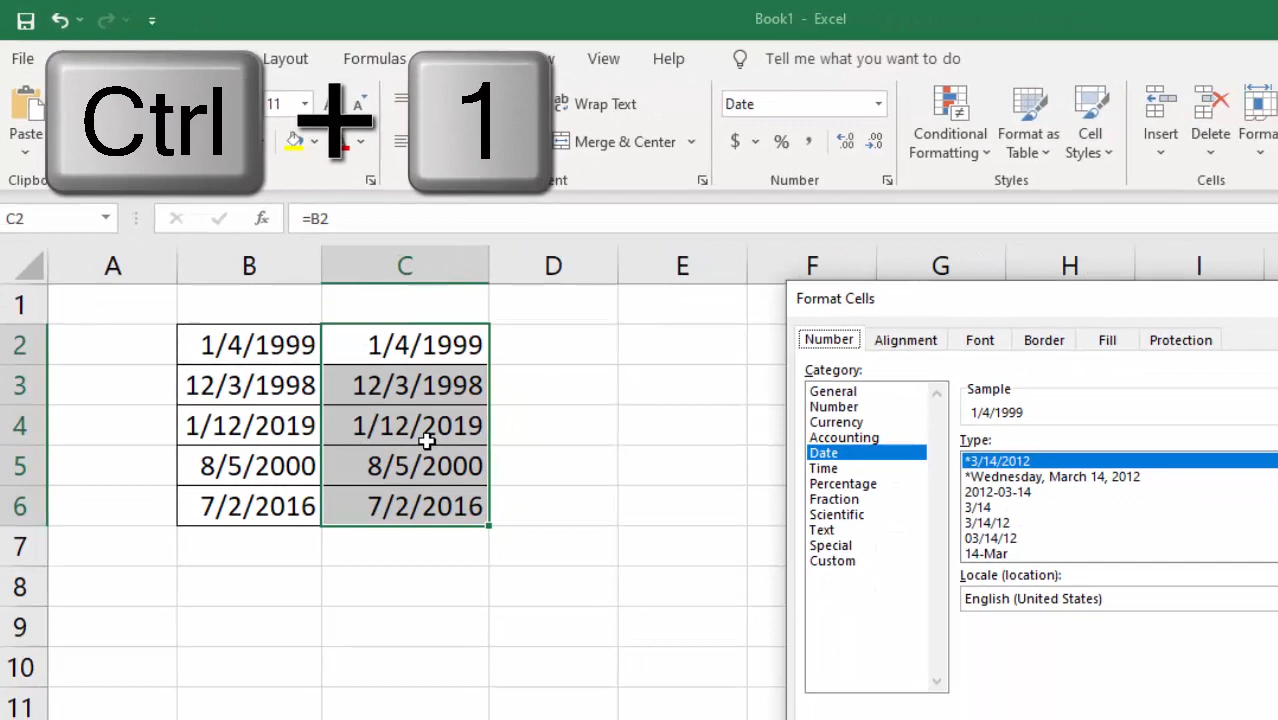 Book1 - Excel
File
Layout
Formulas
View
Help
Tell me what you want to do
Ctrl
+
1
Paste
11
Wrap Text
Merge & Center
Date
$
%
Conditional
Formatting
Format as
Table
Cell
Styles
Insert
Delete
Forma
Number
Styles
Cells
C2
fx
=B2
A B C D E F G H I
1
2 1/4/1999 1/4/1999
3 12/3/1998 12/3/1998
4 1/12/2019 1/12/2019
5 8/5/2000 8/5/2000
6 7/2/2016 7/2/2016
7
8
9
10
11
Format Cells
Number Alignment Font Border Fill Protection
Category:
General
Number
Currency
Accounting
Date
Time
Percentage
Fraction
Scientific
Text
Special
Custom
Sample
1/4/1999
Type:
*3/14/2012
*Wednesday, March 14, 2012
2012-03-14
3/14
3/14/12
03/14/12
14-Mar
Locale (location):
English (United States)